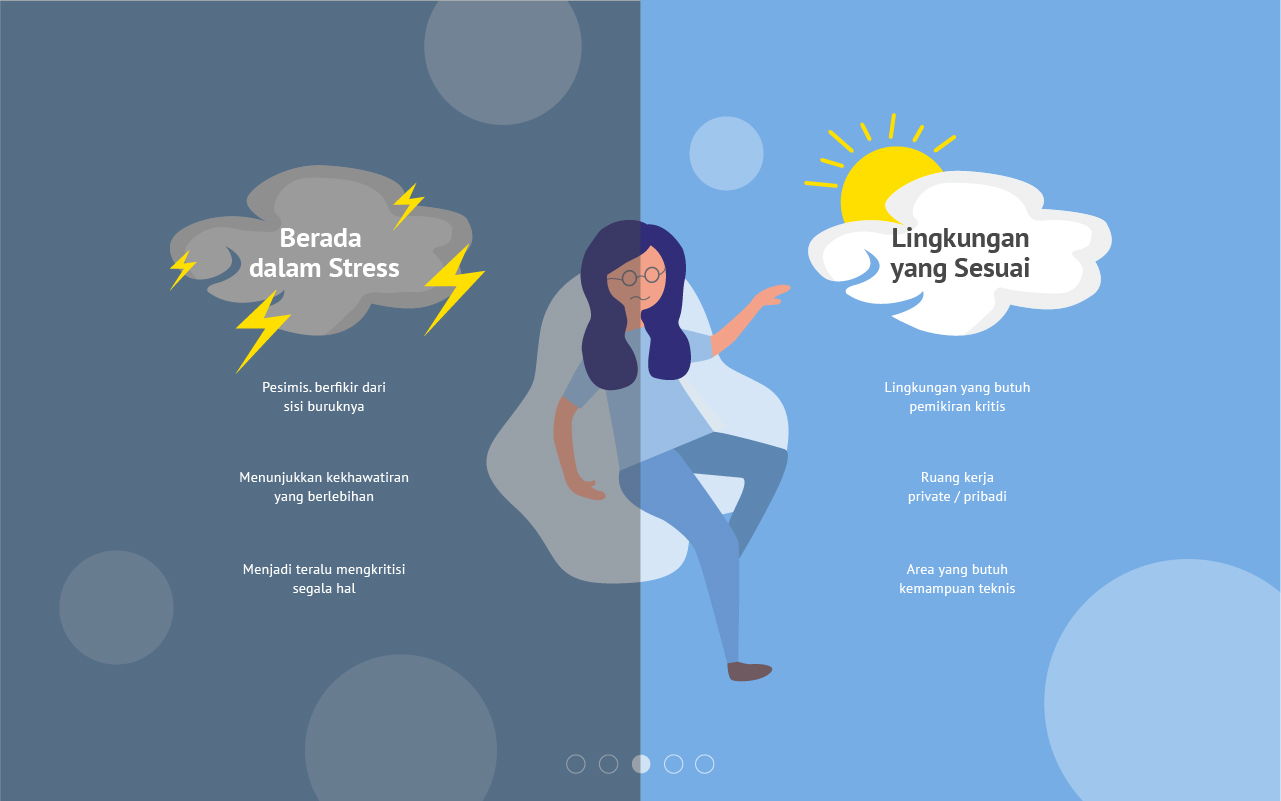 Berada
dalam Stress
Pesimis. berfikir dari
sisi buruknya
Menunjukkan kekhawatiran
yang berlebihan
Menjadi teralu mengkritisi
segala hal
Lingkungan
yang Sesuai
Lingkungan yang butuh
pemikiran kritis
Ruang kerja
private / pribadi
Area yang butuh
kemampuan teknis